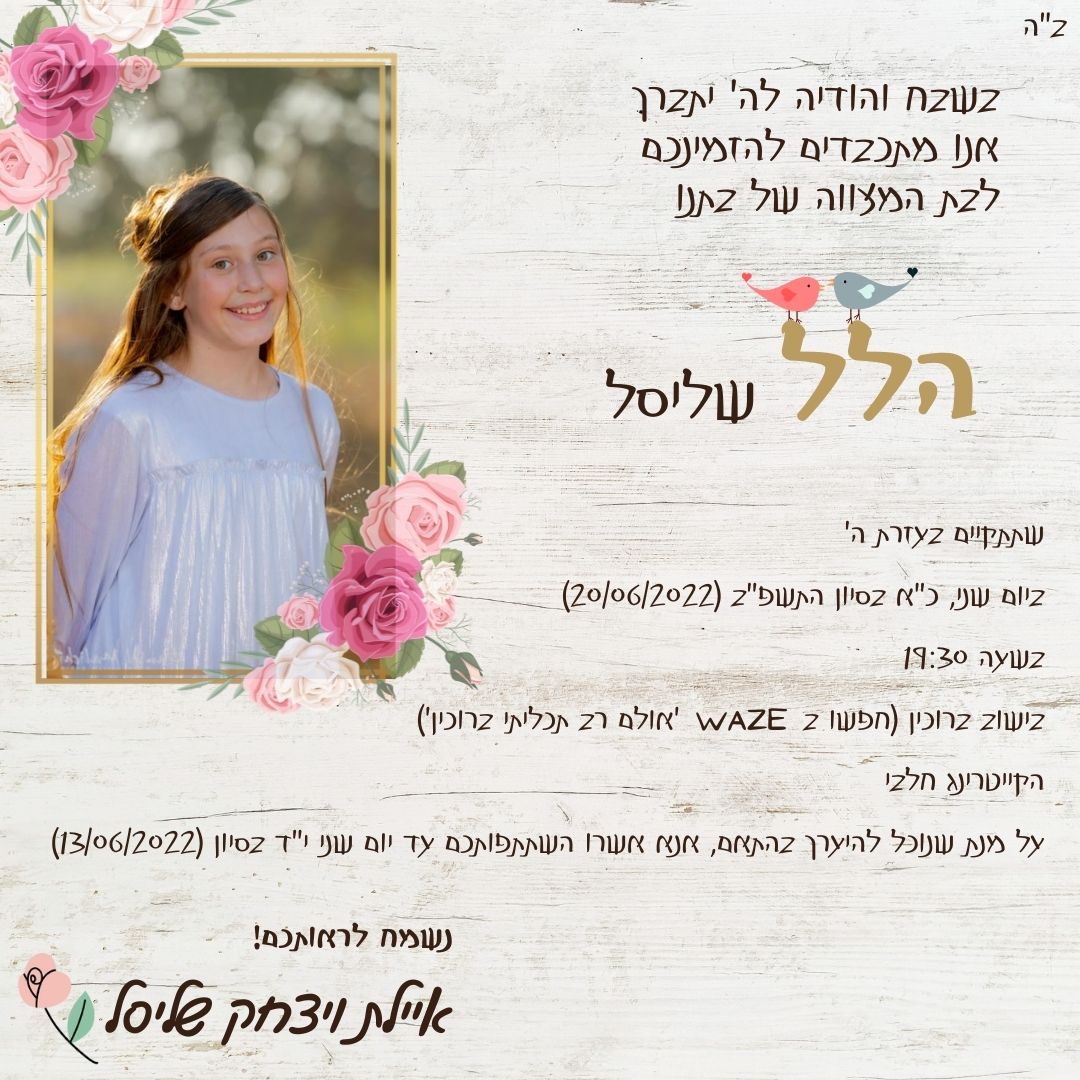 ב"ה
בשבח והודיה לה' יתברך
אנו מתכבדים להזמינכם
לבת המצווה של בתנו
הלל שליסל
שתתקיים בעזרת ה'
ביום שני, כ"א בסיון התשפ"ב (20/06/2022)
בשעה 19:30
בישוב ברוכין (חפשו ב WAZE 'אולם רב תכליתי ברוכין')
הקייטרינג חלבי
על מנת שנוכל להיערך בהתאם, אנא אשרו השתתפותכם עד יום שני י"ד בסיון (13/06/2022)
נשמח לראותכם!
איילת ויצחק שליסל